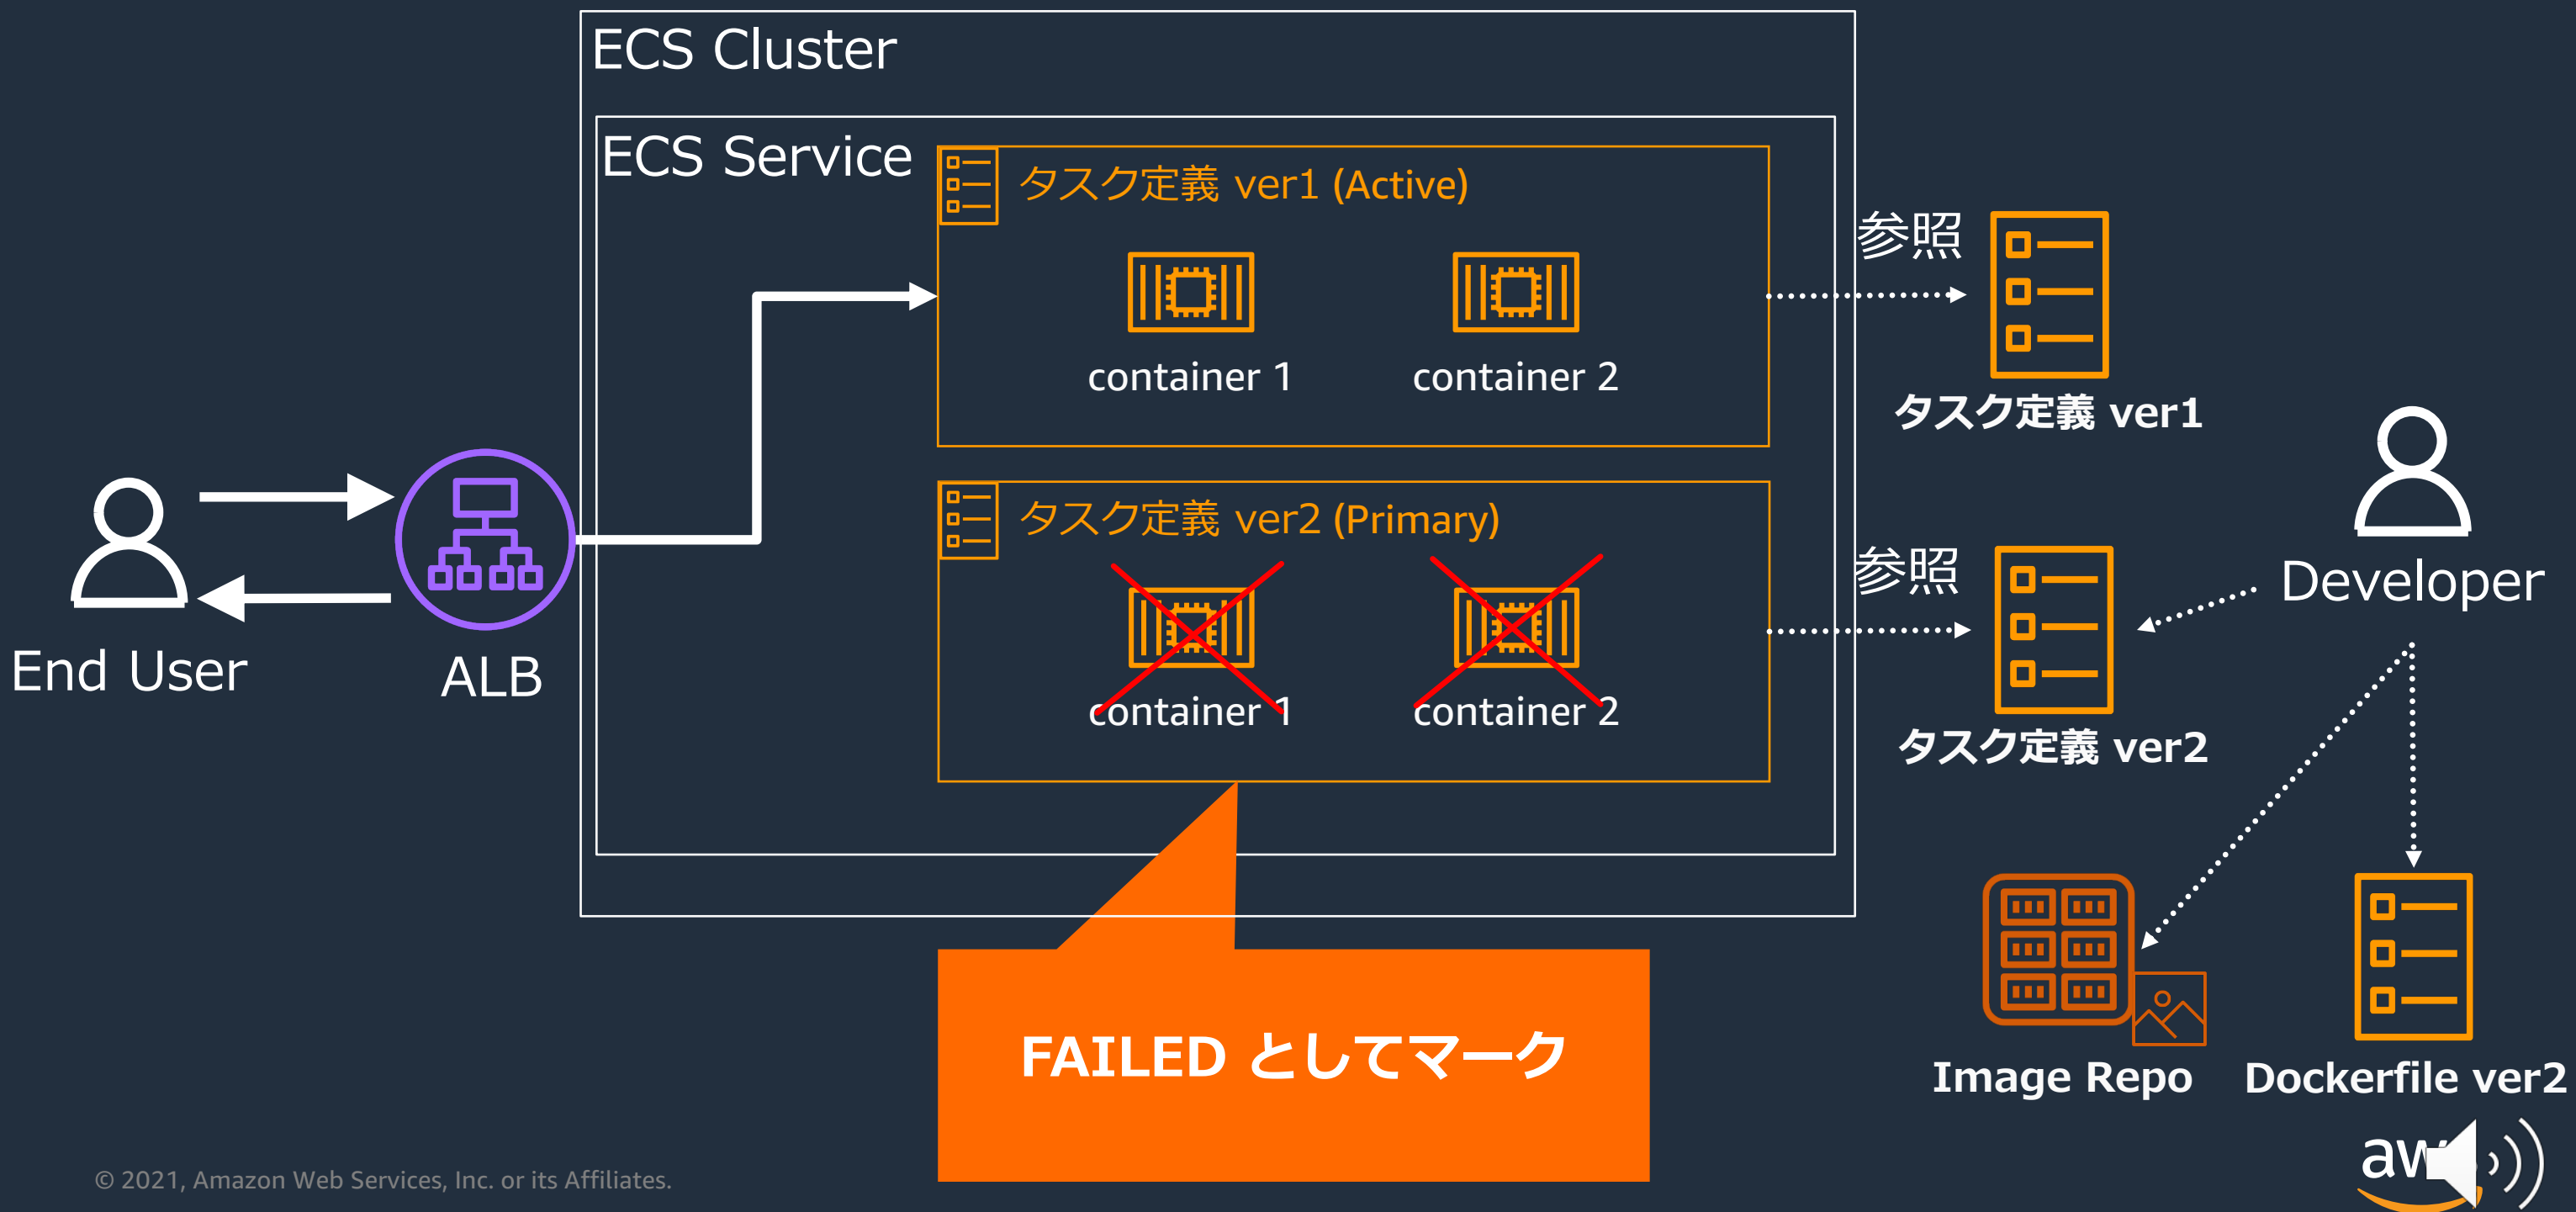 ECS Cluster
ECS Service
タスク定義 ver1 (Active)
container 1
container 2
参照
タスク定義 ver1
タスク定義 ver2 (Primary)
container 1
container 2
参照
タスク定義 ver2
End User
ALB
Developer
FAILED としてマーク
Image Repo
Dockerfile ver2
© 2021, Amazon Web Services, Inc. or its Affiliates.